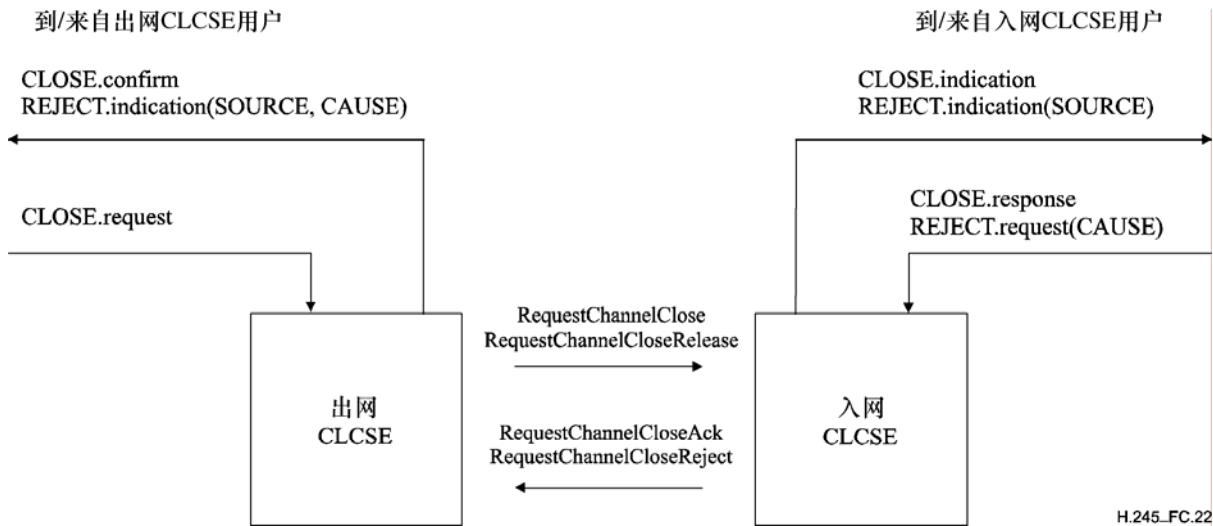 到/来自出网CLCSE用户
到/来自入网CLCSE用户
CLOSE.confirm
REJECT.indication(SOURCE, CAUSE)
CLOSE.indication
REJECT.indication(SOURCE)
CLOSE.request
CLOSE.response
REJECT.request(CAUSE)
RequestChannelClose
RequestChannelCloseRelease
出网
CLCSE
RequestChannelCloseAck
RequestChannelCloseReject
入网
CLCSE
H.245_FC.22